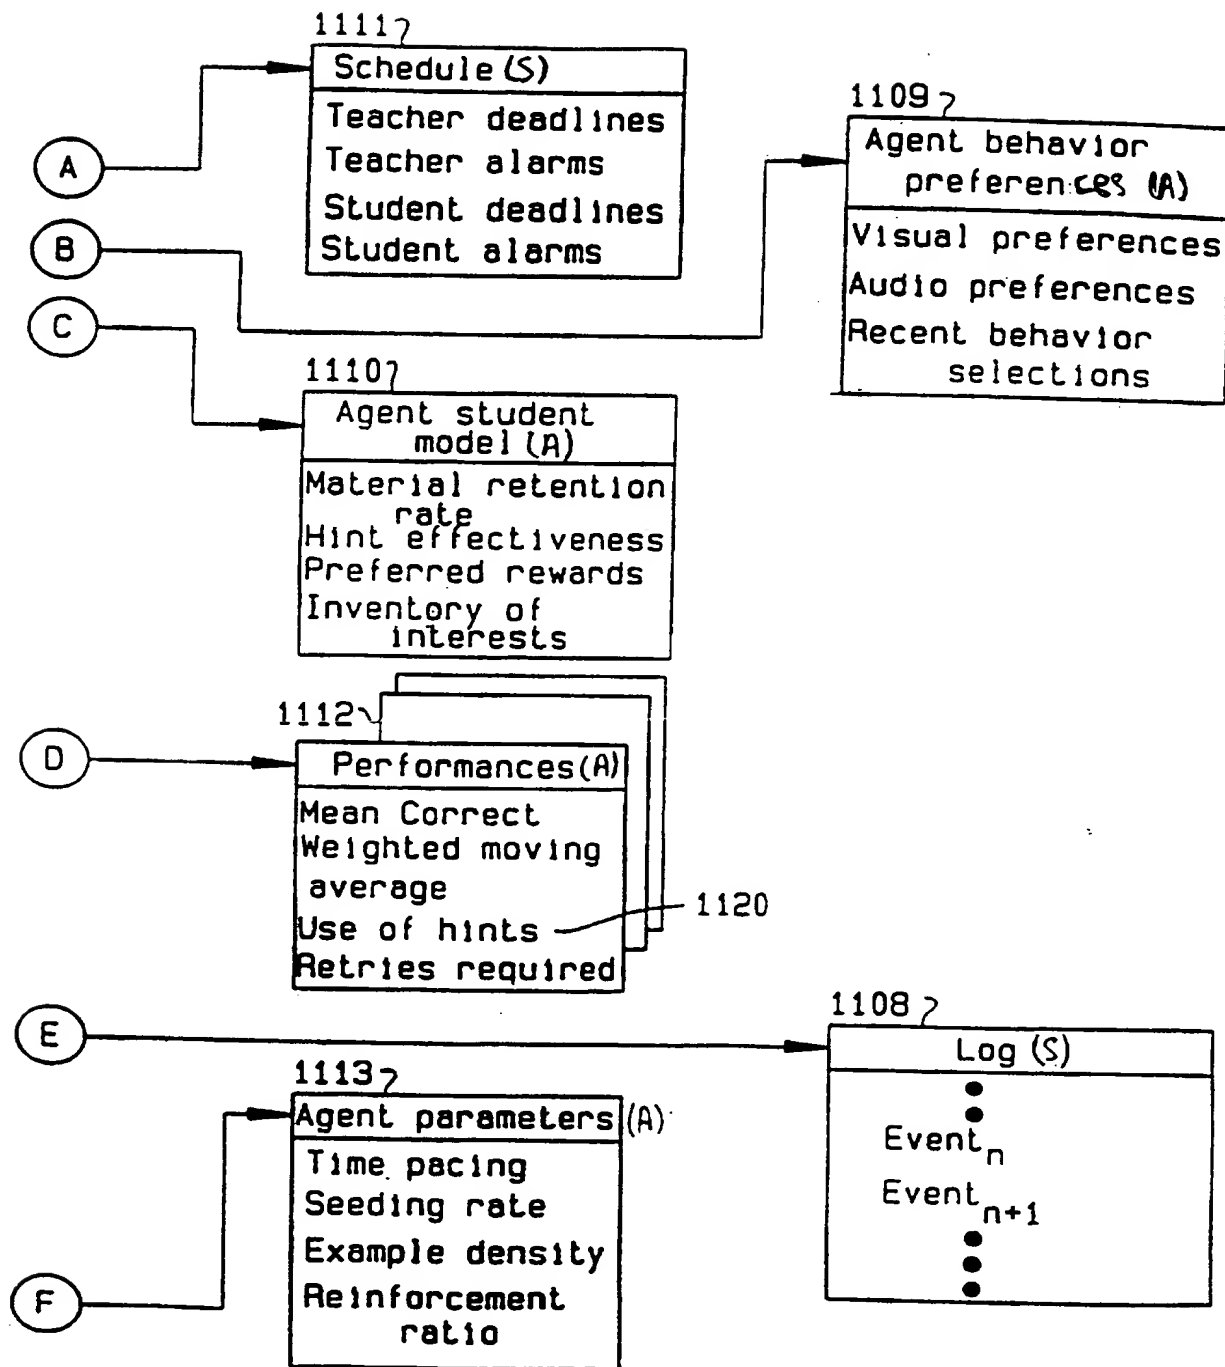 1111
Schedule (S)
Teacher deadlines
Teacher alarms
Student deadlines
Student alarms
A
B
C
1109
Agent behavior
preferences (A)
Visual preferences
Audio preferences
Recent behavior
selections
1110
Agent student
model (A)
Material retention
rate
Hint effectiveness
Preferred rewards
Inventory of
interests
D
1112
Performances (A)
Mean Correct
Weighted moving
average
Use of hints
1120
Retries required
E
1108
Log (S)
Event n
Event n+1
F
1113
Agent parameters (A)
Time pacing
Seeding rate
Example density
Reinforcement
ratio